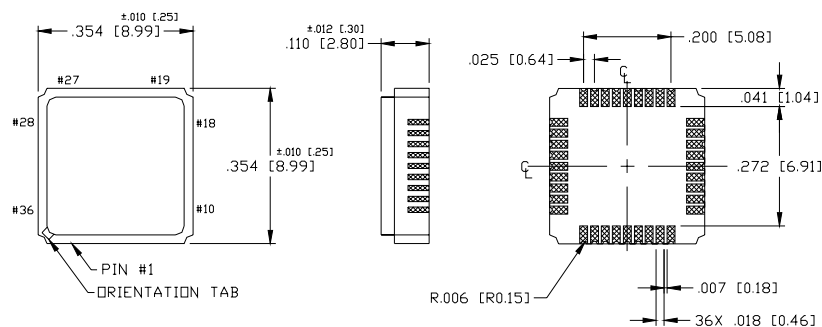 ±.010 [.25]
.354 [8.99]
#27
#19
#28
#18
±.010 [.25]
.354 [8.99]
#36
#10
PIN #1
ORIENTATION TAB
±.012 [.30]
.110 [2.80]
.200 [5.08]
.025 [0.64]
CL
.041 [1.04]
CL
.272 [6.91]
R.006 [R0.15]
.007 [0.18]
36X .018 [0.46]